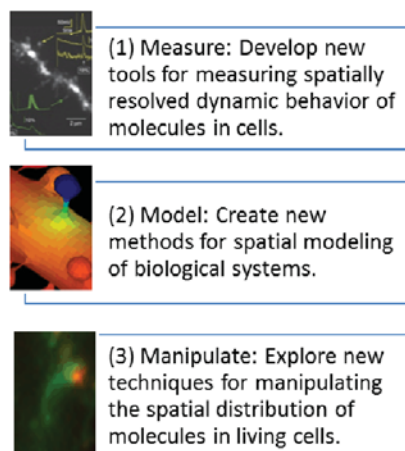 (1) Measure: Develop new
tools for measuring spatially
resolved dynamic behavior of
molecules in cells.
(2) Model: Create new
methods for spatial modeling
of biological systems.
(3) Manipulate: Explore new
techniques for manipulating
the spatial distribution of
molecules in living cells.